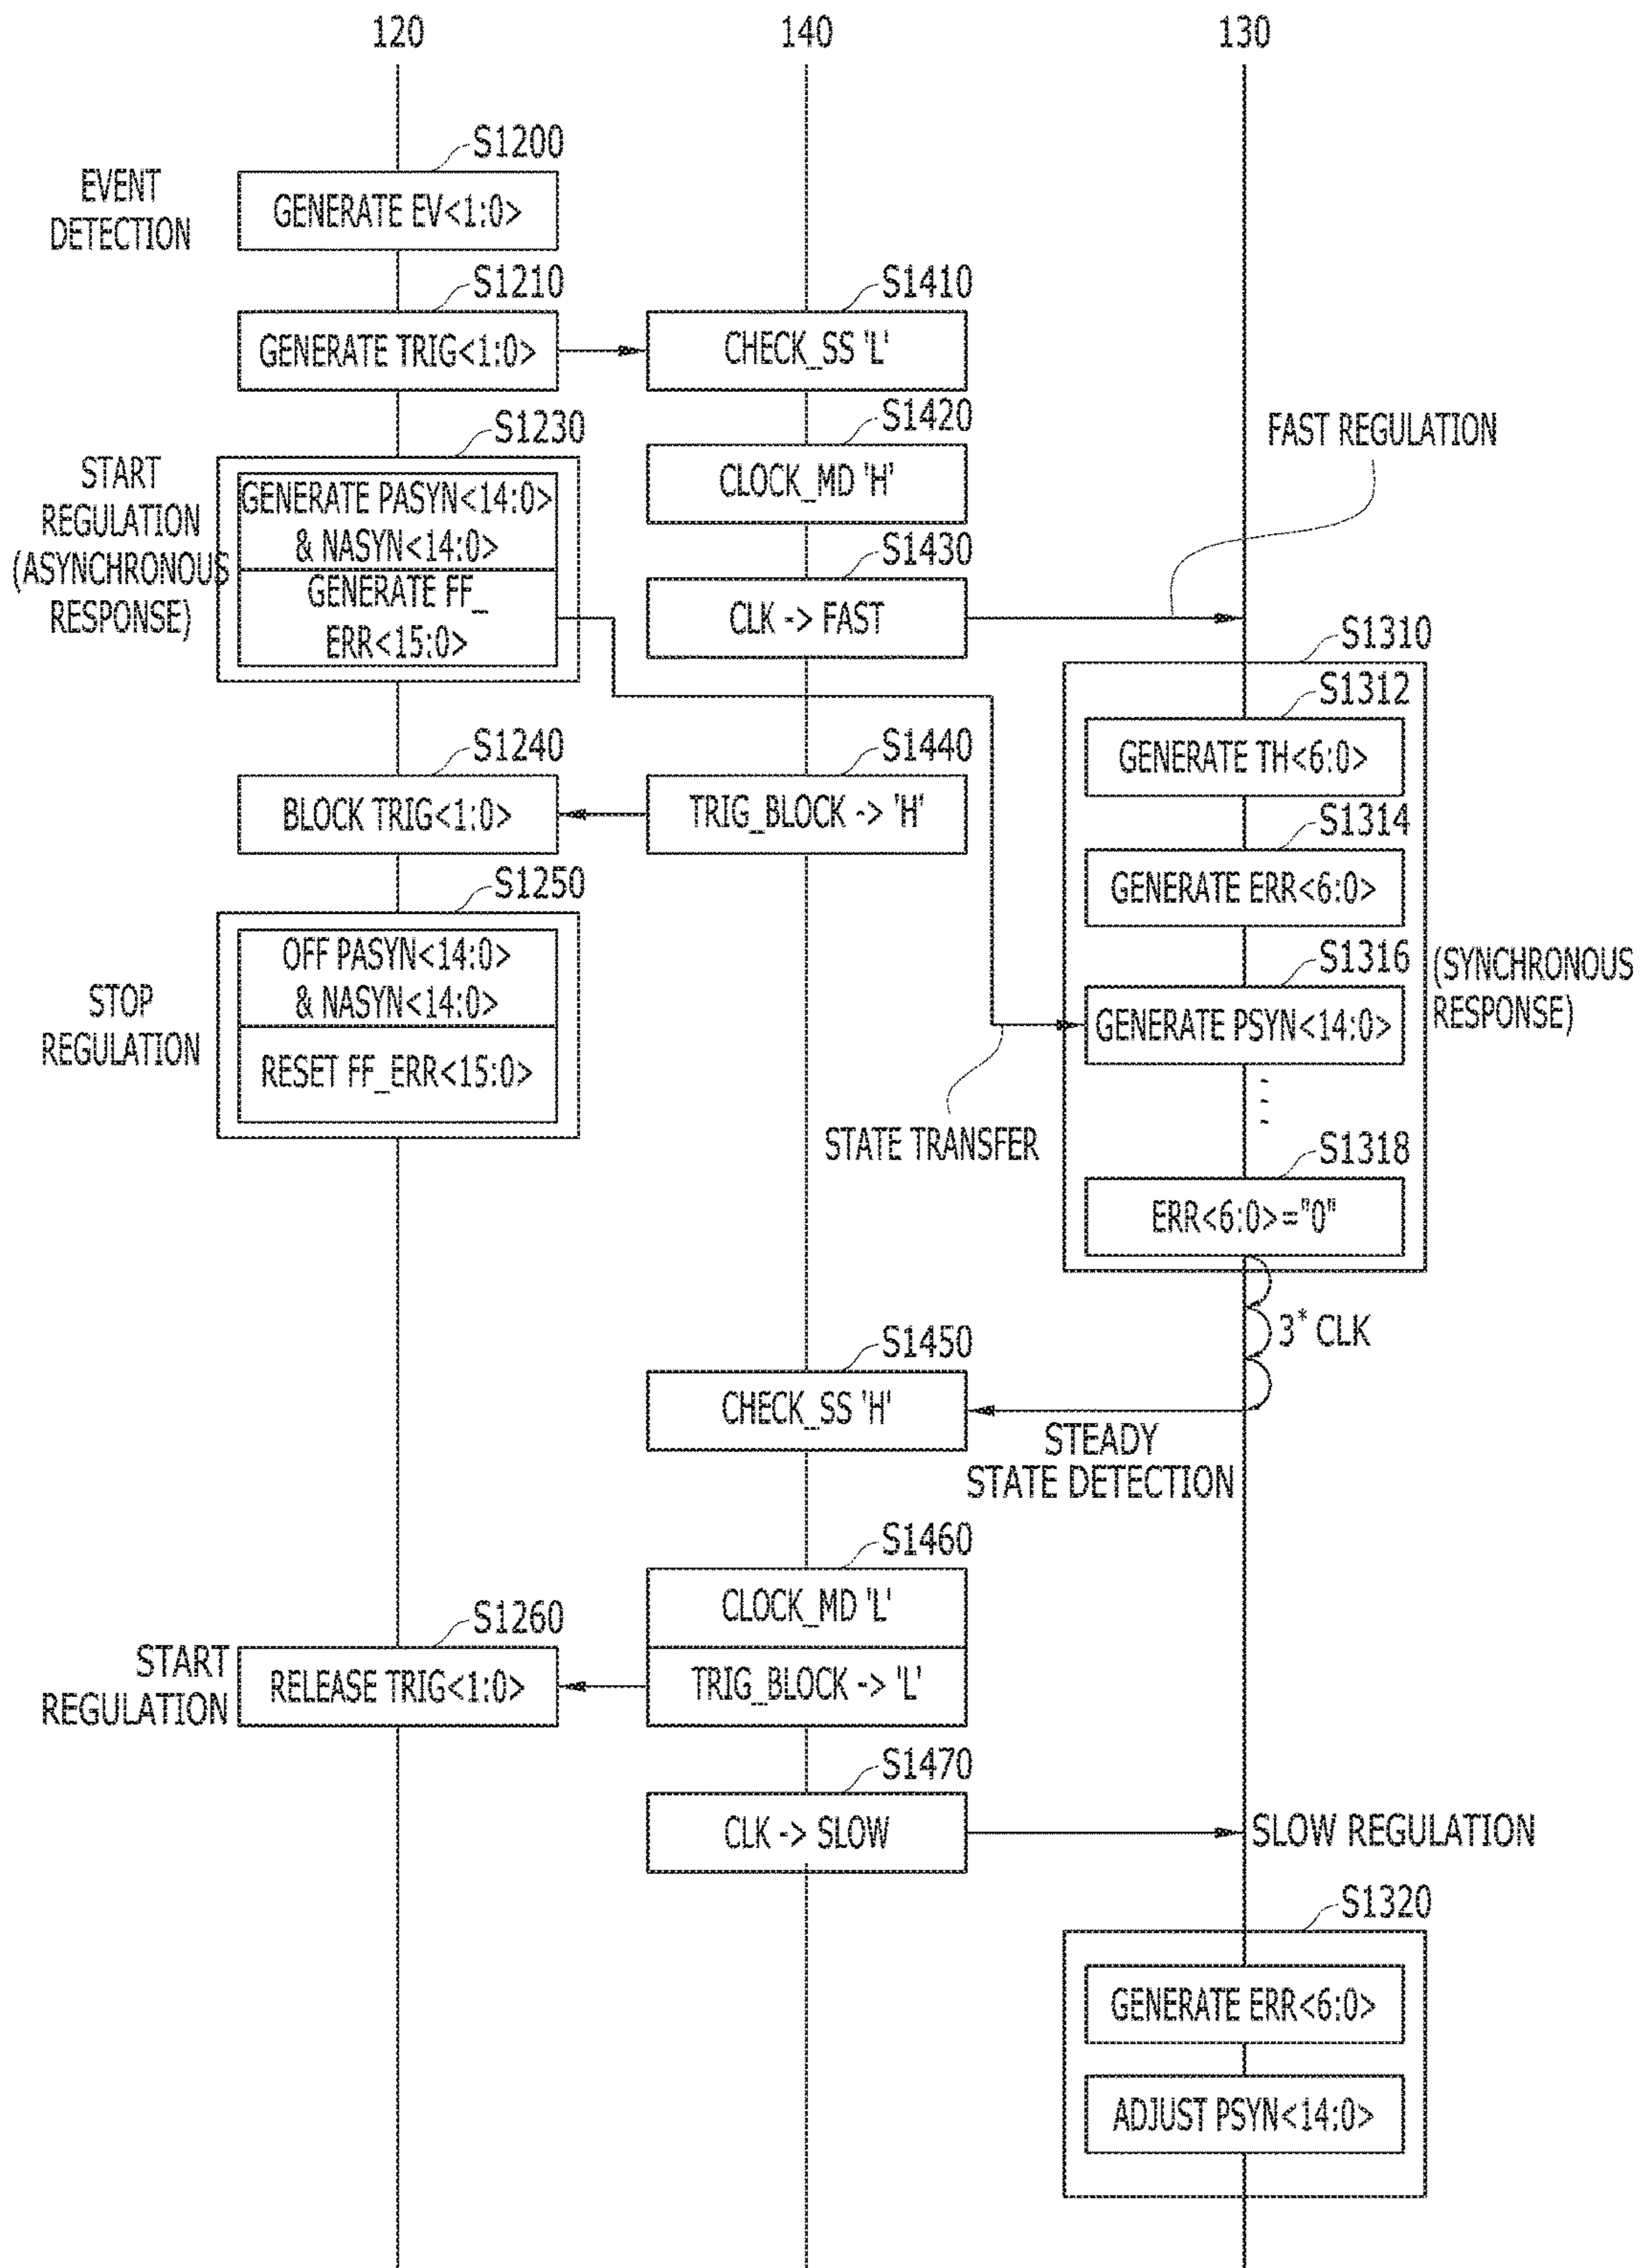 120
140
130
S1200
EVENT
DETECTION
GENERATE EV<1:0>
S1210
GENERATE TRIG<1:0>
S1410
CHECK_SS 'L'
S1420
CLOCK_MD 'H'
FAST REGULATION
S1230
START
REGULATION
(ASYNCHRONOUS
RESPONSE)
GENERATE PASYN<14:0>
& NASYN<14:0>
GENERATE FF_
ERR<15:0>
S1430
CLK -> FAST
S1310
S1312
GENERATE TH<6:0>
S1240
BLOCK TRIG<1:0>
S1440
TRIG_BLOCK -> 'H'
S1314
GENERATE ERR<6:0>
S1250
STOP
REGULATION
OFF PASYN<14:0>
& NASYN<14:0>
RESET FF_ERR<15:0>
S1316
GENERATE PSYN<14:0>
(SYNCHRONOUS
RESPONSE)
STATE TRANSFER
S1318
ERR<6:0>="0"
3* CLK
S1450
CHECK_SS 'H'
STEADY
STATE DETECTION
S1460
CLOCK_MD 'L'
TRIG_BLOCK -> 'L'
S1260
START
REGULATION
RELEASE TRIG<1:0>
S1470
CLK -> SLOW
SLOW REGULATION
S1320
GENERATE ERR<6:0>
ADJUST PSYN<14:0>